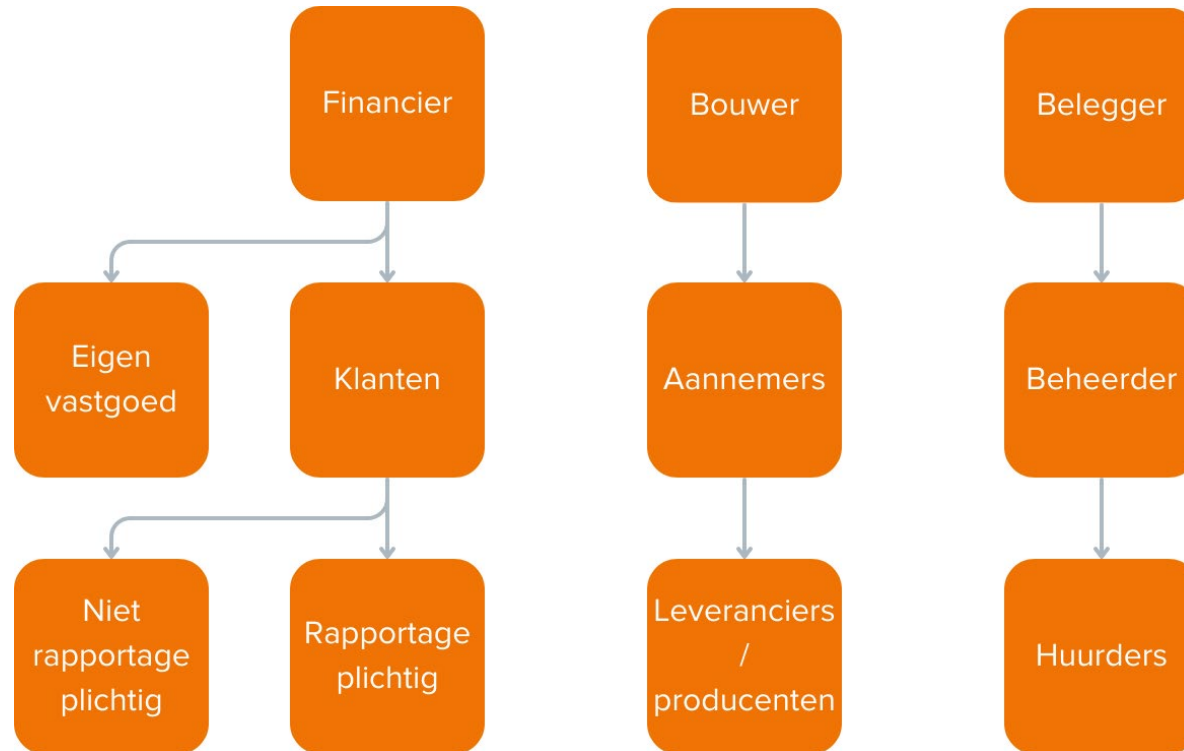 Financier
Bouwer
Belegger
Eigen
vastgoed
Klanten
Aannemers
Beheerder
Niet
rapportage
plichtig
Rapportage
plichtig
Leveranciers
/
producenten
Huurders